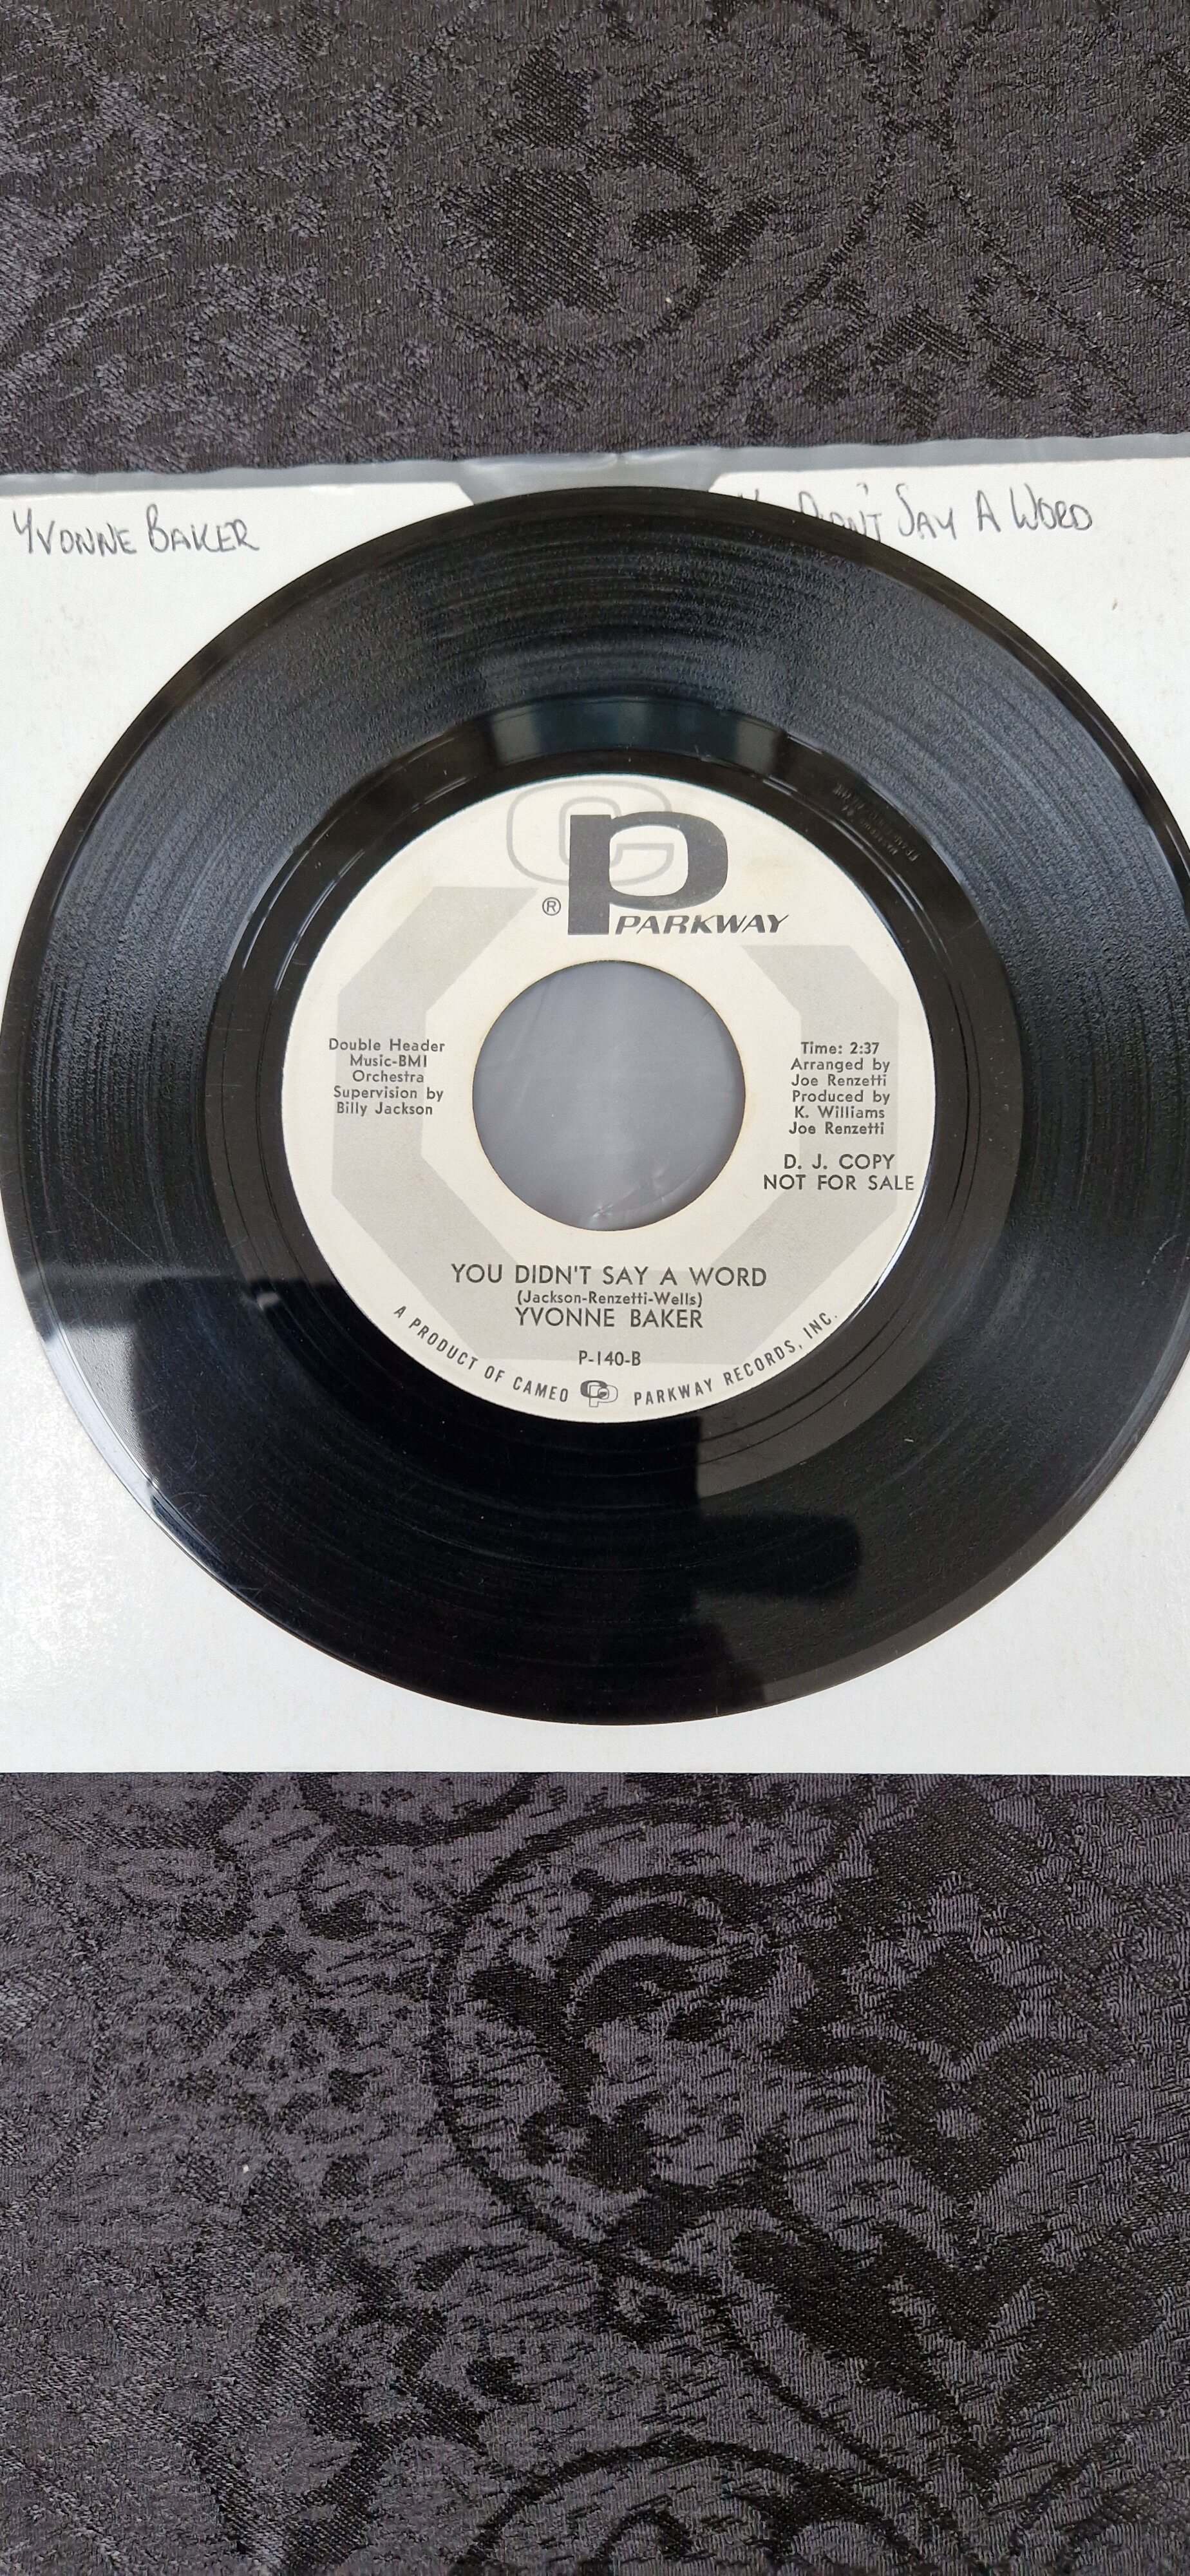 YVONNE BAKER
DIDN'T SAY A WORD
C
P
® PARKWAY
Double Header
Music-BMI
Orchestra
Supervision by
Billy Jackson
Time: 2:37
Arranged by
Joe Renzetti
Produced by
K. Williams
Joe Renzetti
D. J. COPY
NOT FOR SALE
YOU DIDN'T SAY A WORD
(Jackson-Renzetti-Wells)
YVONNE BAKER
P-140-B
A PRODUCT OF CAMEO CP PARKWAY RECORDS, INC.